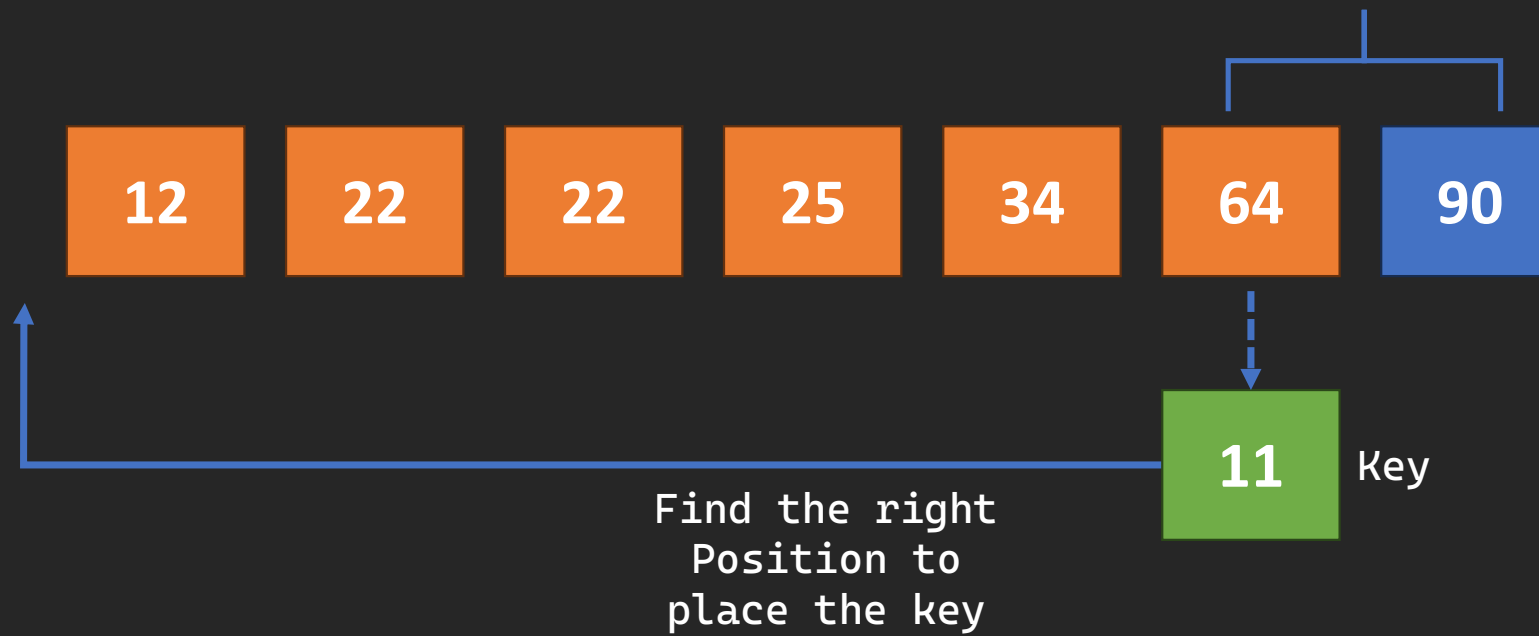 12 22 22 25 34 64 90
11 Key
Find the right
Position to
place the key